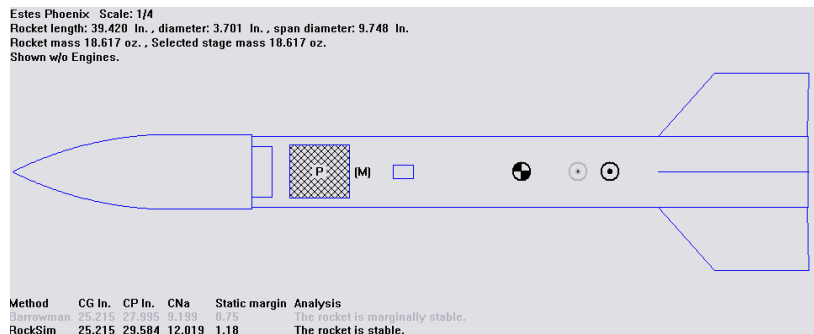 Estes Phoenix Scale: 1/4
Rocket length: 39.420 In. , diameter: 3.701 In. , span diameter: 9.748 In.
Rocket mass 18.617 oz. , Selected stage mass 18.617 oz.
Shown w/o Engines.
P (M)
Method CG In. CP In. CNa Static margin Analysis
Barrowman 25.215 27.995 9.199 0.75 The rocket is marginally stable.
RockSim 25.215 29.584 12.019 1.18 The rocket is stable.